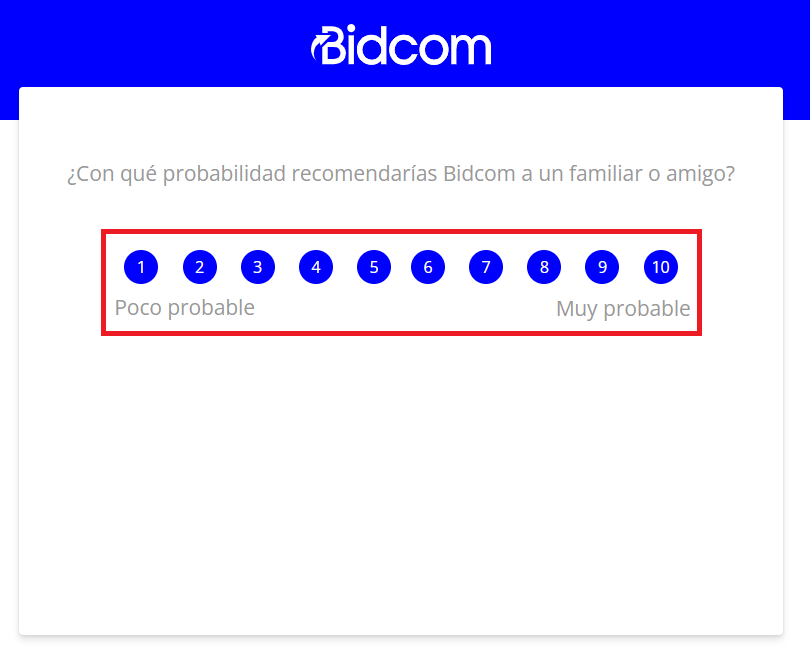 Bidcom
¿Con qué probabilidad recomendarías Bidcom a un familiar o amigo?
1 2 3 4 5 6 7 8 9 10
Poco probable Muy probable